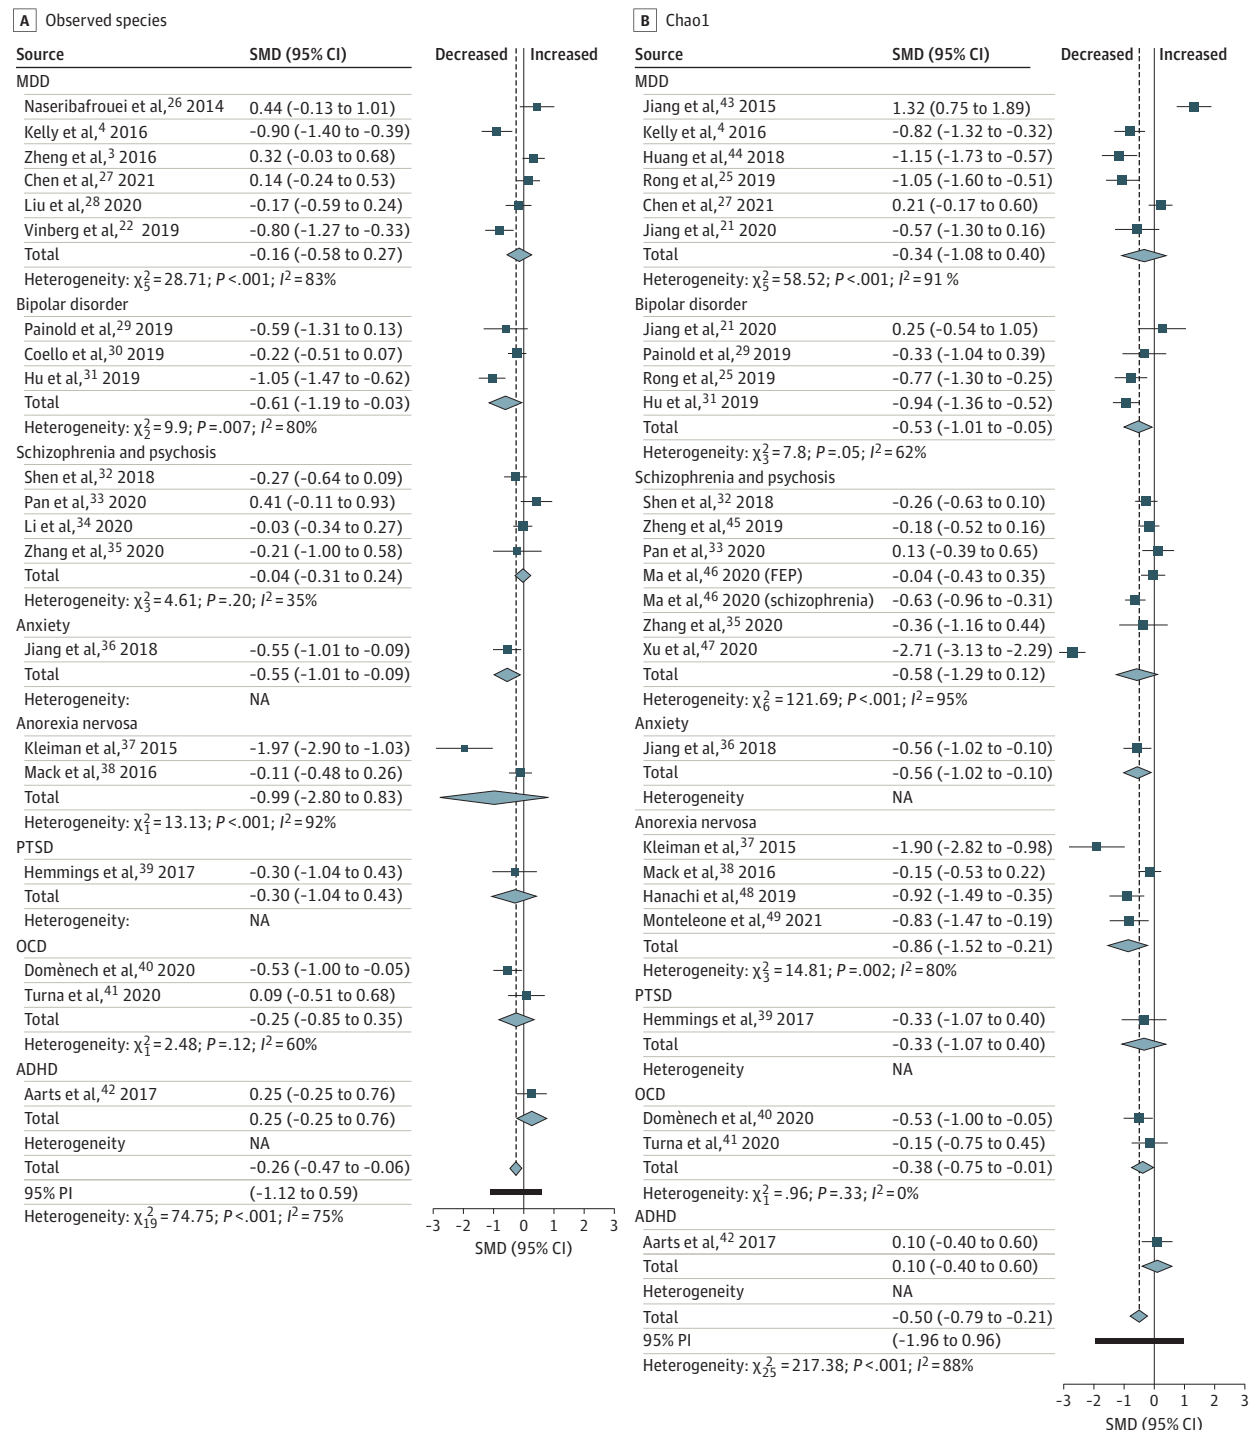 A Observed species
Source SMD (95% CI) Decreased Increased
MDD
Naseribafrouei et al,26 2014 0.44 (-0.13 to 1.01)
Kelly et al,4 2016 -0.90 (-1.40 to -0.39)
Zheng et al,3 2016 0.32 (-0.03 to 0.68)
Chen et al,27 2021 0.14 (-0.24 to 0.53)
Liu et al,28 2020 -0.17 (-0.59 to 0.24)
Vinberg et al,22 2019 -0.80 (-1.27 to -0.33)
Total -0.16 (-0.58 to 0.27)
Heterogeneity: χ²₅ = 28.71; P <.001; I² = 83%
Bipolar disorder
Painold et al,29 2019 -0.59 (-1.31 to 0.13)
Coello et al,30 2019 -0.22 (-0.51 to 0.07)
Hu et al,31 2019 -1.05 (-1.47 to -0.62)
Total -0.61 (-1.19 to -0.03)
Heterogeneity: χ²₂ = 9.9; P =.007; I² = 80%
Schizophrenia and psychosis
Shen et al,32 2018 -0.27 (-0.64 to 0.09)
Pan et al,33 2020 0.41 (-0.11 to 0.93)
Li et al,34 2020 -0.03 (-0.34 to 0.27)
Zhang et al,35 2020 -0.21 (-1.00 to 0.58)
Total -0.04 (-0.31 to 0.24)
Heterogeneity: χ²₃ = 4.61; P =.20; I² = 35%
Anxiety
Jiang et al,36 2018 -0.55 (-1.01 to -0.09)
Total -0.55 (-1.01 to -0.09)
Heterogeneity: NA
Anorexia nervosa
Kleiman et al,37 2015 -1.97 (-2.90 to -1.03)
Mack et al,38 2016 -0.11 (-0.48 to 0.26)
Total -0.99 (-2.80 to 0.83)
Heterogeneity: χ²₁ = 13.13; P <.001; I² = 92%
PTSD
Hemmings et al,39 2017 -0.30 (-1.04 to 0.43)
Total -0.30 (-1.04 to 0.43)
Heterogeneity: NA
OCD
Domènech et al,40 2020 -0.53 (-1.00 to -0.05)
Turna et al,41 2020 0.09 (-0.51 to 0.68)
Total -0.25 (-0.85 to 0.35)
Heterogeneity: χ²₁ = 2.48; P =.12; I² = 60%
ADHD
Aarts et al,42 2017 0.25 (-0.25 to 0.76)
Total 0.25 (-0.25 to 0.76)
Heterogeneity NA
Total -0.26 (-0.47 to -0.06)
95% PI (-1.12 to 0.59)
Heterogeneity: χ²₁₉ = 74.75; P <.001; I² = 75%
-3 -2 -1 0 1 2 3
SMD (95% CI)
B Chao1
Source SMD (95% CI) Decreased Increased
MDD
Jiang et al,43 2015 1.32 (0.75 to 1.89)
Kelly et al,4 2016 -0.82 (-1.32 to -0.32)
Huang et al,44 2018 -1.15 (-1.73 to -0.57)
Rong et al,25 2019 -1.05 (-1.60 to -0.51)
Chen et al,27 2021 0.21 (-0.17 to 0.60)
Jiang et al,21 2020 -0.57 (-1.30 to 0.16)
Total -0.34 (-1.08 to 0.40)
Heterogeneity: χ²₅ = 58.52; P <.001; I² = 91 %
Bipolar disorder
Jiang et al,21 2020 0.25 (-0.54 to 1.05)
Painold et al,29 2019 -0.33 (-1.04 to 0.39)
Rong et al,25 2019 -0.77 (-1.30 to -0.25)
Hu et al,31 2019 -0.94 (-1.36 to -0.52)
Total -0.53 (-1.01 to -0.05)
Heterogeneity: χ²₃ = 7.8; P =.05; I² = 62%
Schizophrenia and psychosis
Shen et al,32 2018 -0.26 (-0.63 to 0.10)
Zheng et al,45 2019 -0.18 (-0.52 to 0.16)
Pan et al,33 2020 0.13 (-0.39 to 0.65)
Ma et al,46 2020 (FEP) -0.04 (-0.43 to 0.35)
Ma et al,46 2020 (schizophrenia) -0.63 (-0.96 to -0.31)
Zhang et al,35 2020 -0.36 (-1.16 to 0.44)
Xu et al,47 2020 -2.71 (-3.13 to -2.29)
Total -0.58 (-1.29 to 0.12)
Heterogeneity: χ²₆ = 121.69; P <.001; I² = 95%
Anxiety
Jiang et al,36 2018 -0.56 (-1.02 to -0.10)
Total -0.56 (-1.02 to -0.10)
Heterogeneity NA
Anorexia nervosa
Kleiman et al,37 2015 -1.90 (-2.82 to -0.98)
Mack et al,38 2016 -0.15 (-0.53 to 0.22)
Hanachi et al,48 2019 -0.92 (-1.49 to -0.35)
Monteleone et al,49 2021 -0.83 (-1.47 to -0.19)
Total -0.86 (-1.52 to -0.21)
Heterogeneity: χ²₃ = 14.81; P =.002; I² = 80%
PTSD
Hemmings et al,39 2017 -0.33 (-1.07 to 0.40)
Total -0.33 (-1.07 to 0.40)
Heterogeneity NA
OCD
Domènech et al,40 2020 -0.53 (-1.00 to -0.05)
Turna et al,41 2020 -0.15 (-0.75 to 0.45)
Total -0.38 (-0.75 to -0.01)
Heterogeneity: χ²₁ = .96; P =.33; I² = 0%
ADHD
Aarts et al,42 2017 0.10 (-0.40 to 0.60)
Total 0.10 (-0.40 to 0.60)
Heterogeneity NA
Total -0.50 (-0.79 to -0.21)
95% PI (-1.96 to 0.96)
Heterogeneity: χ²₂₅ = 217.38; P <.001; I² = 88%
-3 -2 -1 0 1 2 3
SMD (95% CI)